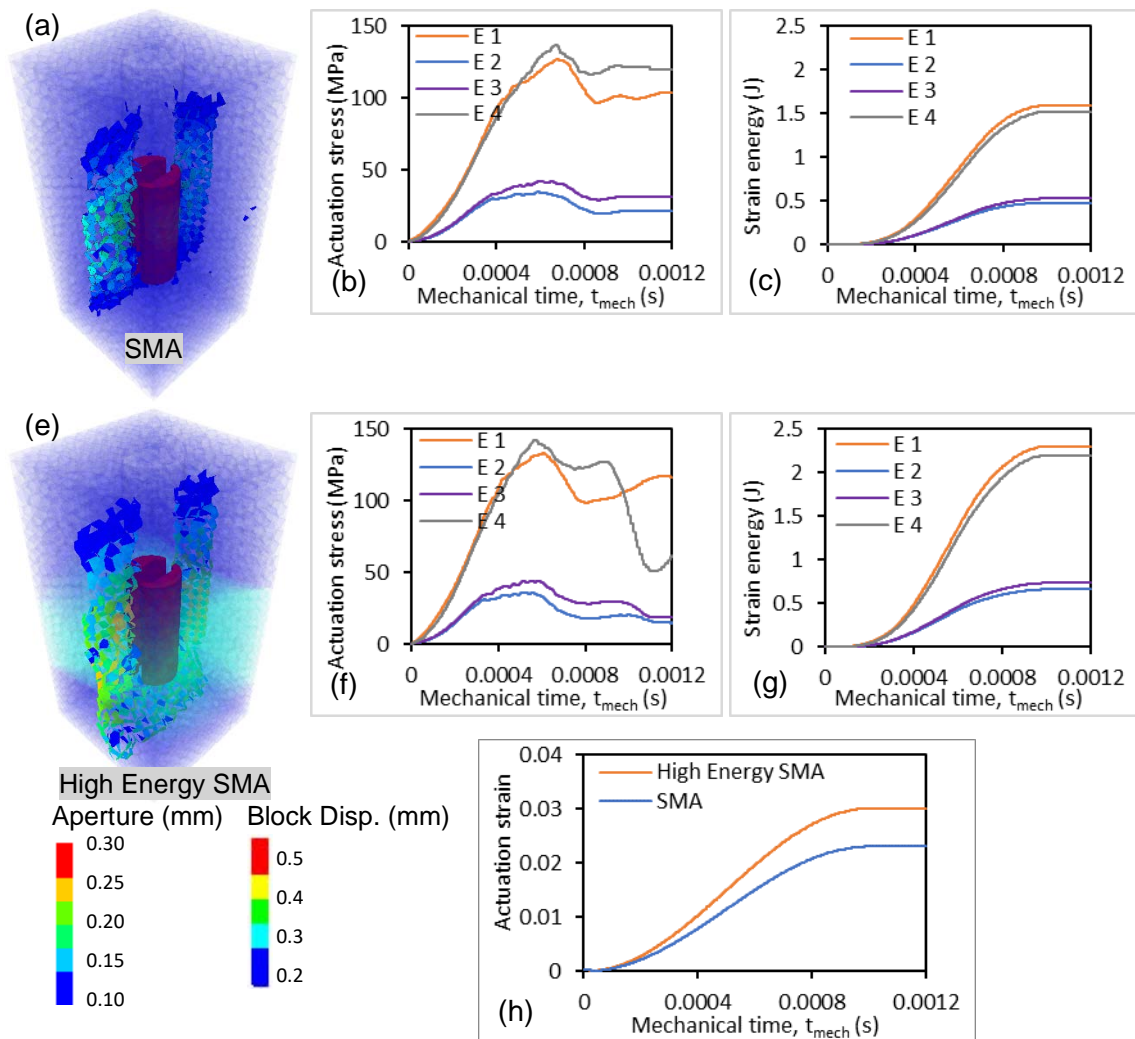 (a)
SMA
Actuation stress (MPa)
150
100
50
0
E 1
E 2
E 3
E 4
0 0.0004 0.0008 0.0012
(b)
Mechanical time, tmech (s)
Strain energy (J)
2.5
2
1.5
1
0.5
0
E 1
E 2
E 3
E 4
0 0.0004 0.0008 0.0012
(c)
Mechanical time, tmech (s)
(e)
High Energy SMA
Actuation stress (MPa)
150
100
50
0
E 1
E 2
E 3
E 4
0 0.0004 0.0008 0.0012
(f)
Mechanical time, tmech (s)
Strain energy (J)
2.5
2
1.5
1
0.5
0
E 1
E 2
E 3
E 4
0 0.0004 0.0008 0.0012
(g)
Mechanical time, tmech (s)
Aperture (mm)
0.30
0.25
0.20
0.15
0.10
Block Disp. (mm)
0.5
0.4
0.3
0.3
0.2
Actuation strain
0.04
0.03
0.02
0.01
0
High Energy SMA
SMA
0 0.0004 0.0008 0.0012
(h)
Mechanical time, tmech (s)